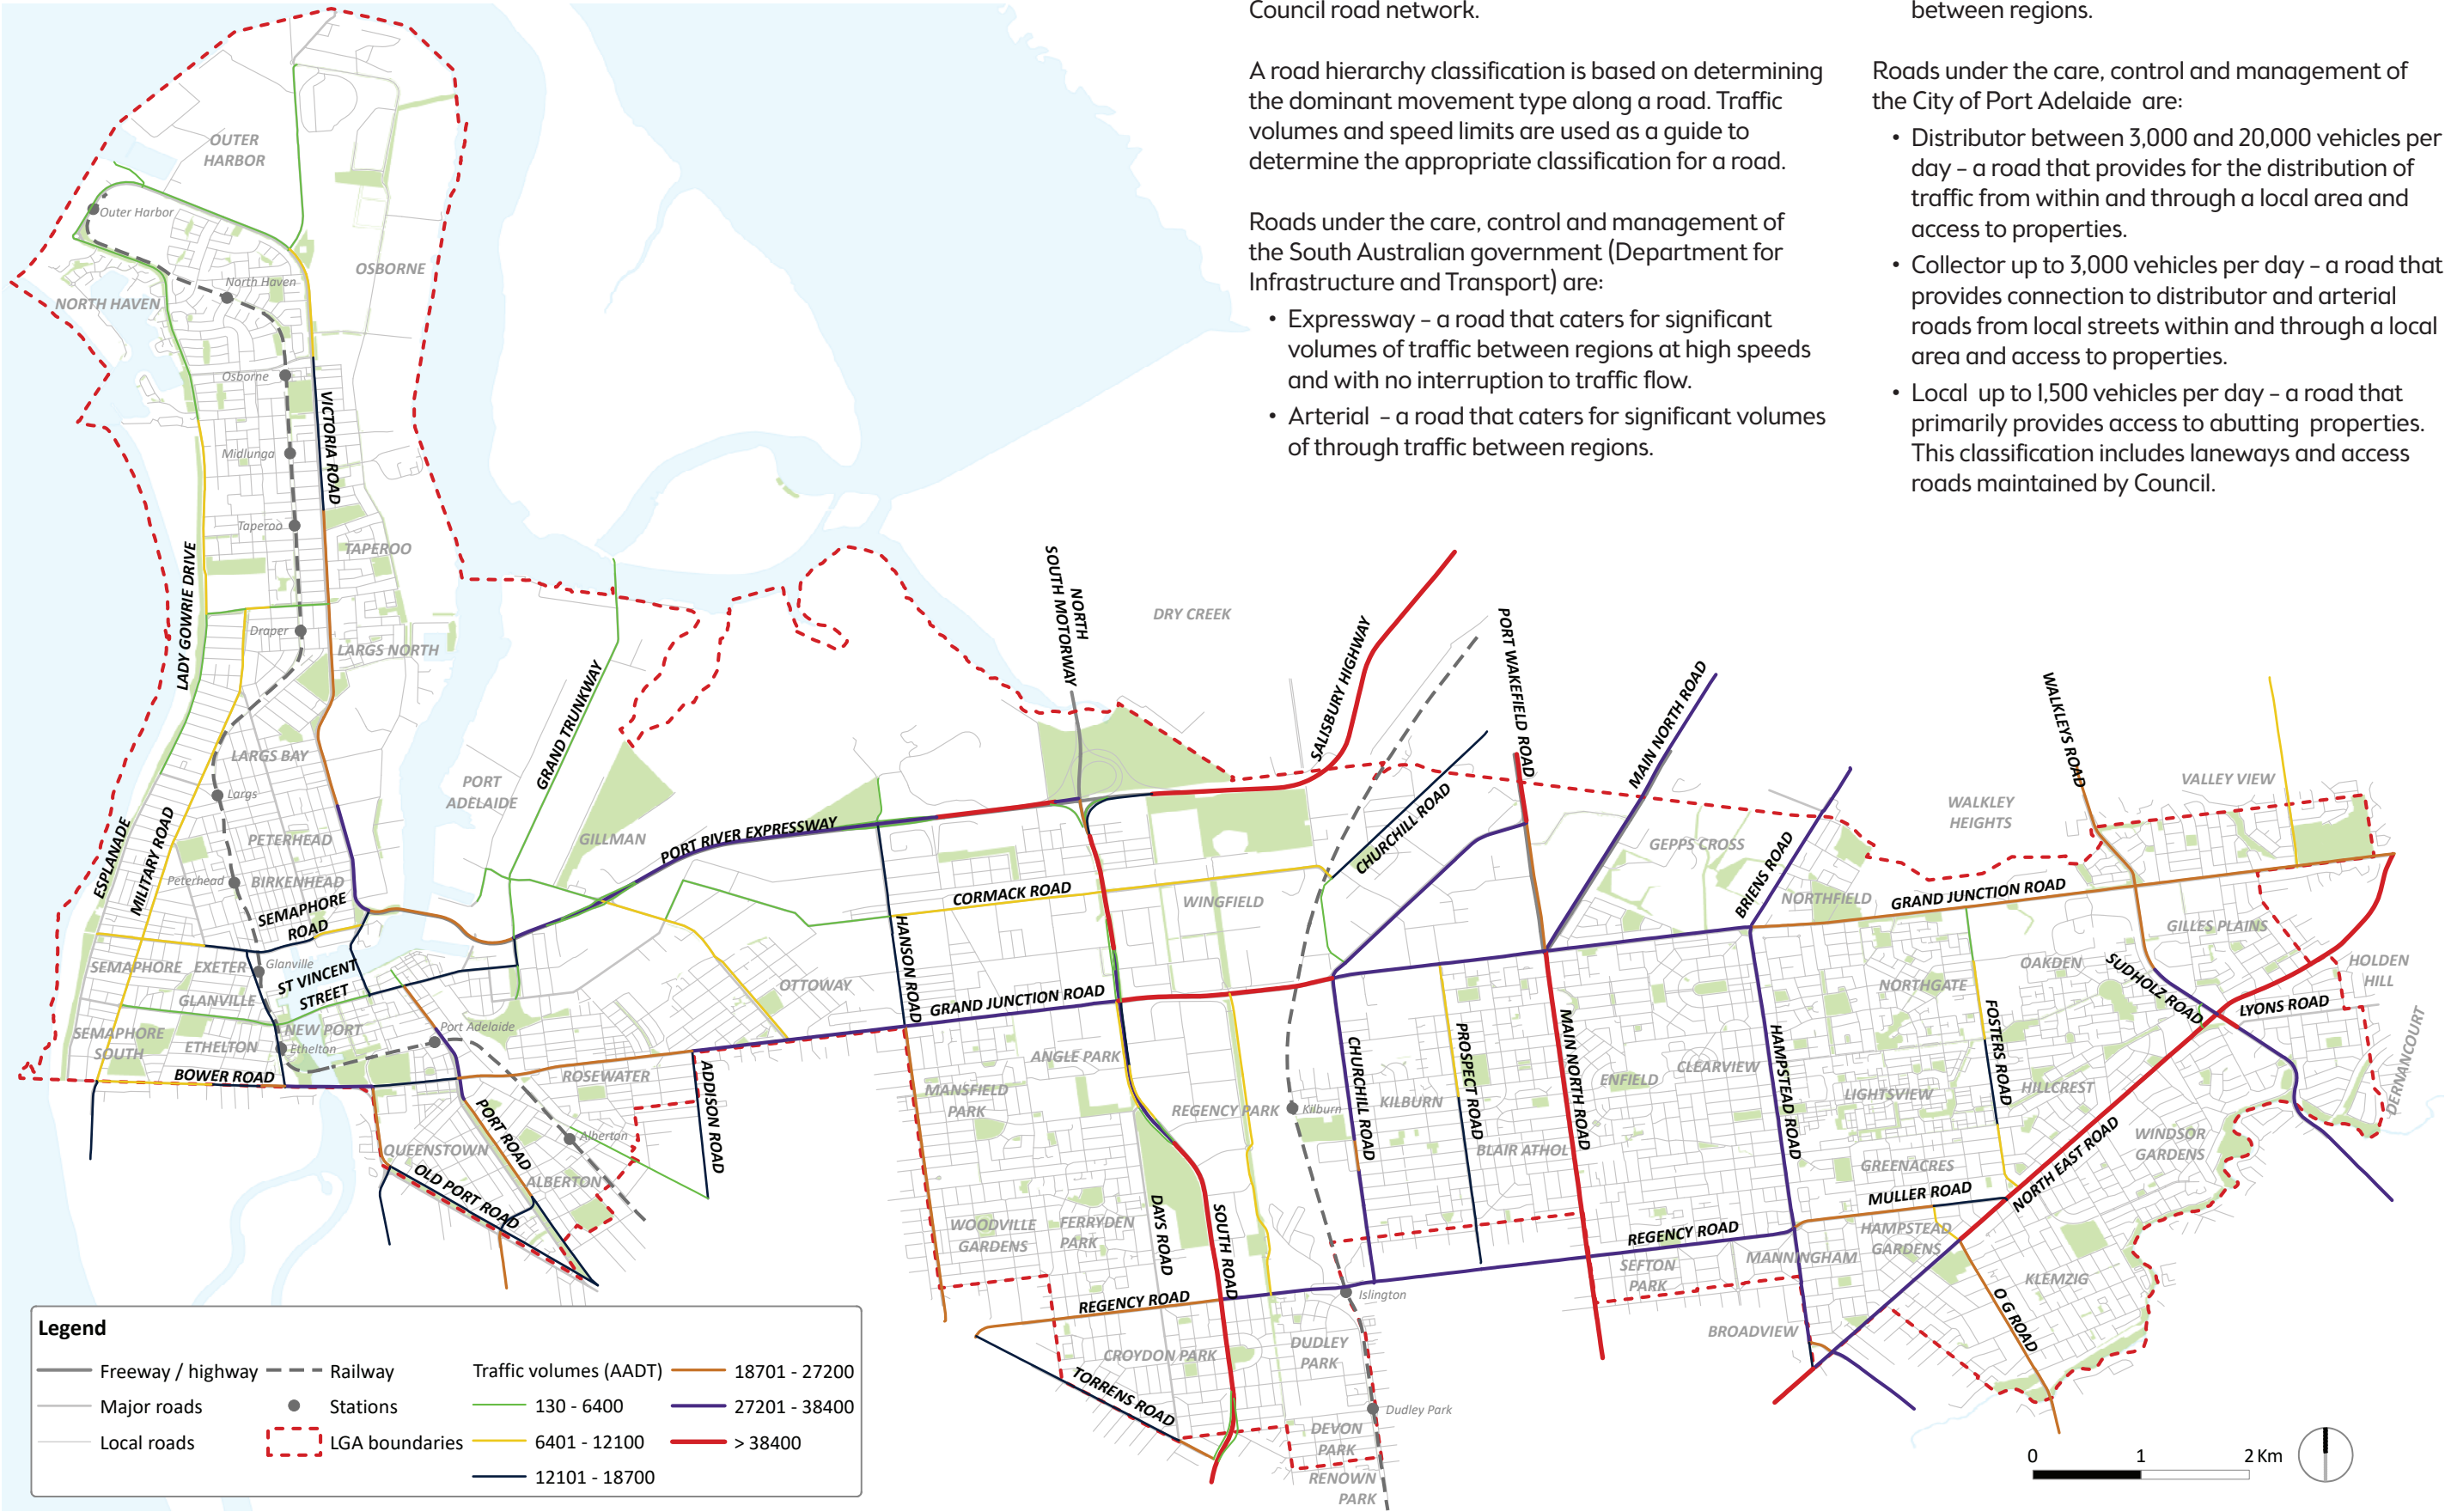 Council road network.
A road hierarchy classification is based on determining
the dominant movement type along a road. Traffic
volumes and speed limits are used as a guide to
determine the appropriate classification for a road.
Roads under the care, control and management of
the South Australian government (Department for
Infrastructure and Transport) are:
• Expressway – a road that caters for significant
volumes of traffic between regions at high speeds
and with no interruption to traffic flow.
• Arterial – a road that caters for significant volumes
of through traffic between regions.
between regions.
Roads under the care, control and management of
the City of Port Adelaide are:
• Distributor between 3,000 and 20,000 vehicles per
day – a road that provides for the distribution of
traffic from within and through a local area and
access to properties.
• Collector up to 3,000 vehicles per day – a road that
provides connection to distributor and arterial
roads from local streets within and through a local
area and access to properties.
• Local up to 1,500 vehicles per day – a road that
primarily provides access to abutting properties.
This classification includes laneways and access
roads maintained by Council.
OUTER
HARBOR
Outer Harbor
OSBORNE
North Haven
NORTH HAVEN
Osborne
VICTORIA ROAD
Midlunga
Taperoo
TAPEROO
LADY GOWRIE DRIVE
Draper
LARGS NORTH
LARGS BAY
Largs
ESPLANADE
MILITARY ROAD
PETERHEAD
Peterhead
BIRKENHEAD
SEMAPHORE
ROAD
SEMAPHORE
EXETER
Glanville
ST VINCENT
STREET
GLANVILLE
SEMAPHORE
SOUTH
ETHELTON
NEW PORT
Ethelton
Port Adelaide
BOWER ROAD
PORT
ADELAIDE
GRAND TRUNKWAY
GILLMAN
PORT RIVER EXPRESSWAY
NORTH
SOUTH MOTORWAY
DRY CREEK
SALISBURY HIGHWAY
PORT WAKEFIELD ROAD
MAIN NORTH ROAD
CHURCHILL ROAD
CORMACK ROAD
WINGFIELD
HANSON ROAD
OTTOWAY
GRAND JUNCTION ROAD
ROSEWATER
ADDISON ROAD
QUEENSTOWN
PORT ROAD
Alberton
ALBERTON
OLD PORT ROAD
MANSFIELD
PARK
ANGLE PARK
REGENCY PARK
Kilburn
KILBURN
CHURCHILL ROAD
PROSPECT ROAD
BLAIR ATHOL
MAIN NORTH ROAD
ENFIELD
CLEARVIEW
HAMPSTEAD ROAD
GEPPS CROSS
BRIENS ROAD
NORTHFIELD
GRAND JUNCTION ROAD
WALKLEYS ROAD
WALKLEY
HEIGHTS
VALLEY VIEW
GILLES PLAINS
OAKDEN
SUDHOLZ ROAD
HOLDEN
HILL
LYONS ROAD
DERNANCOURT
NORTHGATE
FOSTERS ROAD
LIGHTSVIEW
HILLCREST
WINDSOR
GARDENS
GREENACRES
NORTH EAST ROAD
MULLER ROAD
HAMPSTEAD
GARDENS
MANNINGHAM
REGENCY ROAD
SEFTON
PARK
KLEMZIG
O G ROAD
BROADVIEW
WOODVILLE
GARDENS
FERRYDEN
PARK
DAYS ROAD
SOUTH ROAD
REGENCY ROAD
Islington
CROYDON PARK
DUDLEY
PARK
TORRENS ROAD
Dudley Park
DEVON
PARK
RENOWN
PARK
Legend
Freeway / highway
Major roads
Local roads
Railway
Stations
LGA boundaries
Traffic volumes (AADT)
130 - 6400
6401 - 12100
12101 - 18700
18701 - 27200
27201 - 38400
> 38400
0 1 2 Km